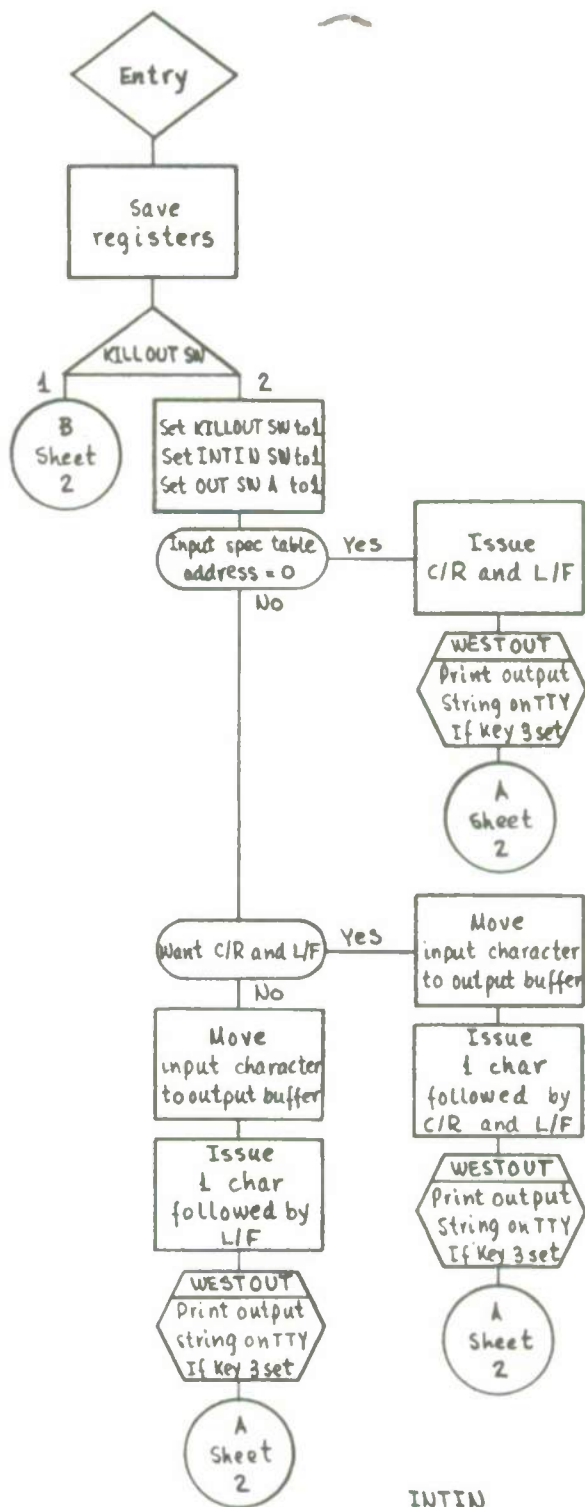 Entry
Save
registers
KILLOUT SW
1
2
B
Sheet
2
Set KILLOUT SW to 1
Set INTIN SW to 1
Set OUT SW A to 1
Input spec table
address = 0
Yes
No
Issue
C/R and L/F
WESTOUT
Print output
String on TTY
If Key 3 set
A
Sheet
2
Want C/R and L/F
Yes
No
Move
input character
to output buffer
Issue
1 char
followed by
C/R and L/F
WESTOUT
Print output
String on TTY
If Key 3 set
A
Sheet
2
Move
input character
to output buffer
Issue
1 char
followed by
L/F
WESTOUT
Print output
string on TTY
If Key 3 set
A
Sheet
2
INTIN